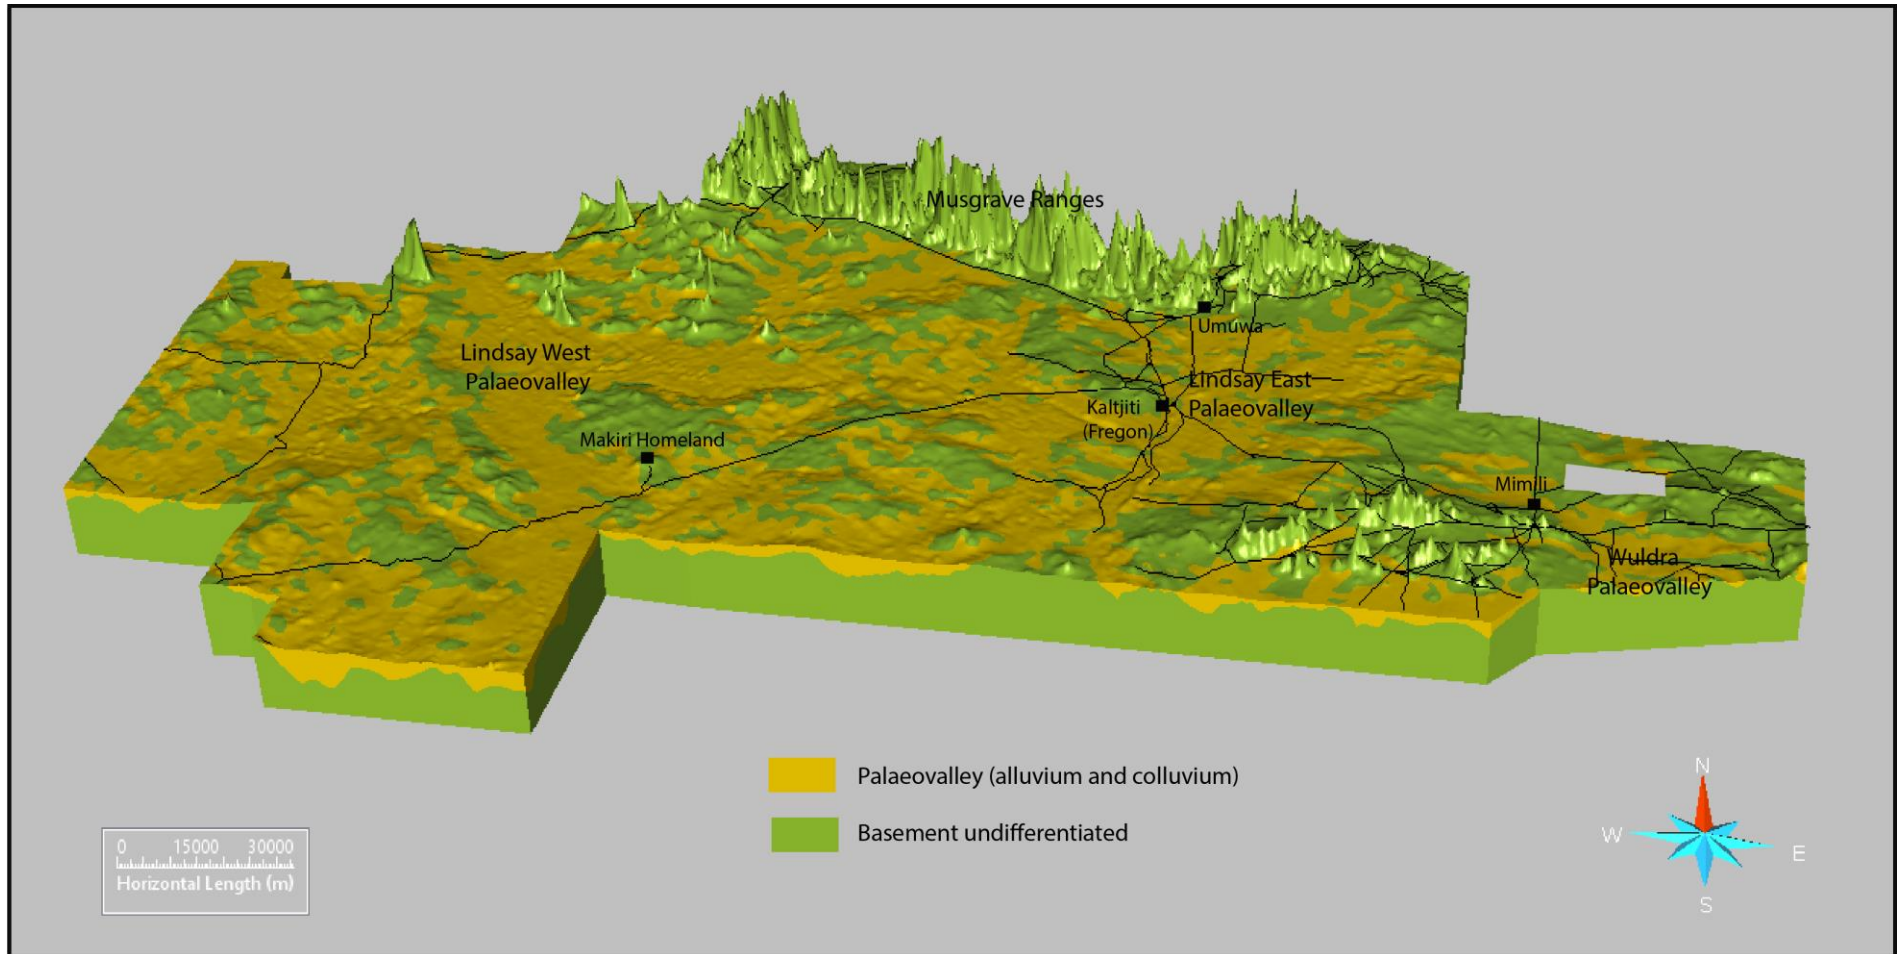 Musgrave Ranges
Umuwa
Lindsay West
Palaeovalley
Lindsay East
Palaeovalley
Kaltjiti
(Fregon)
Makiri Homeland
Mimili
Wuldra
Palaeovalley
Palaeovalley (alluvium and colluvium)
Basement undifferentiated
0 15000 30000
Horizontal Length (m)
N
W
E
S